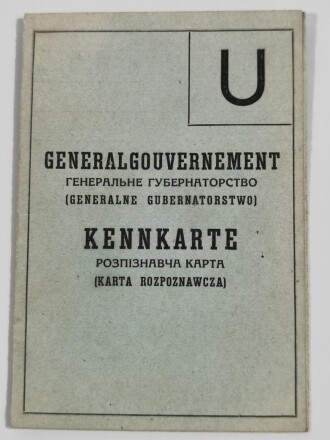 U
GENERALGOUVERNEMENT
ГЕНЕРАЛЬНЕ ГУБЕРНАТОРСТВО
(GENERALNE GUBERNATORSTWO)
KENNKARTE
РОЗПІЗНАВЧА КАРТА
(KARTA ROZPOZNAWCZA)